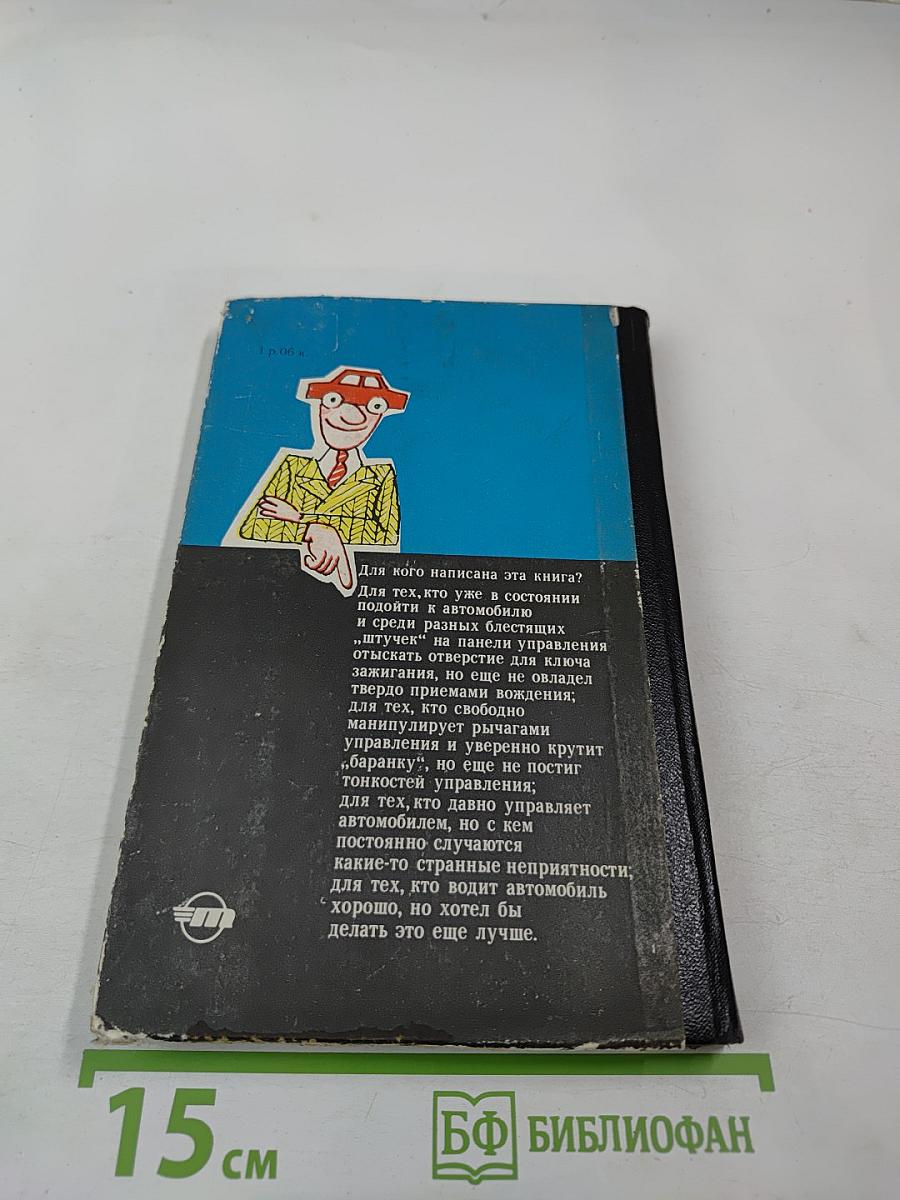 1 р. 06 к.
Для кого написана эта книга?
Для тех, кто уже в состоянии
подойти к автомобилю
и среди разных блестящих
„штучек“ на панели управления
отыскать отверстие для ключа
зажигания, но еще не овладел
твердо приемами вождения;
для тех, кто свободно
манипулирует рычагами
управления и уверенно крутит
„баранку“, но еще не постиг
тонкостей управления;
для тех, кто давно управляет
автомобилем, но с кем
постоянно случаются
какие-то странные неприятности;
для тех, кто водит автомобиль
хорошо, но хотел бы
делать это еще лучше.
т
15 см
БФ БИБЛИОФАН